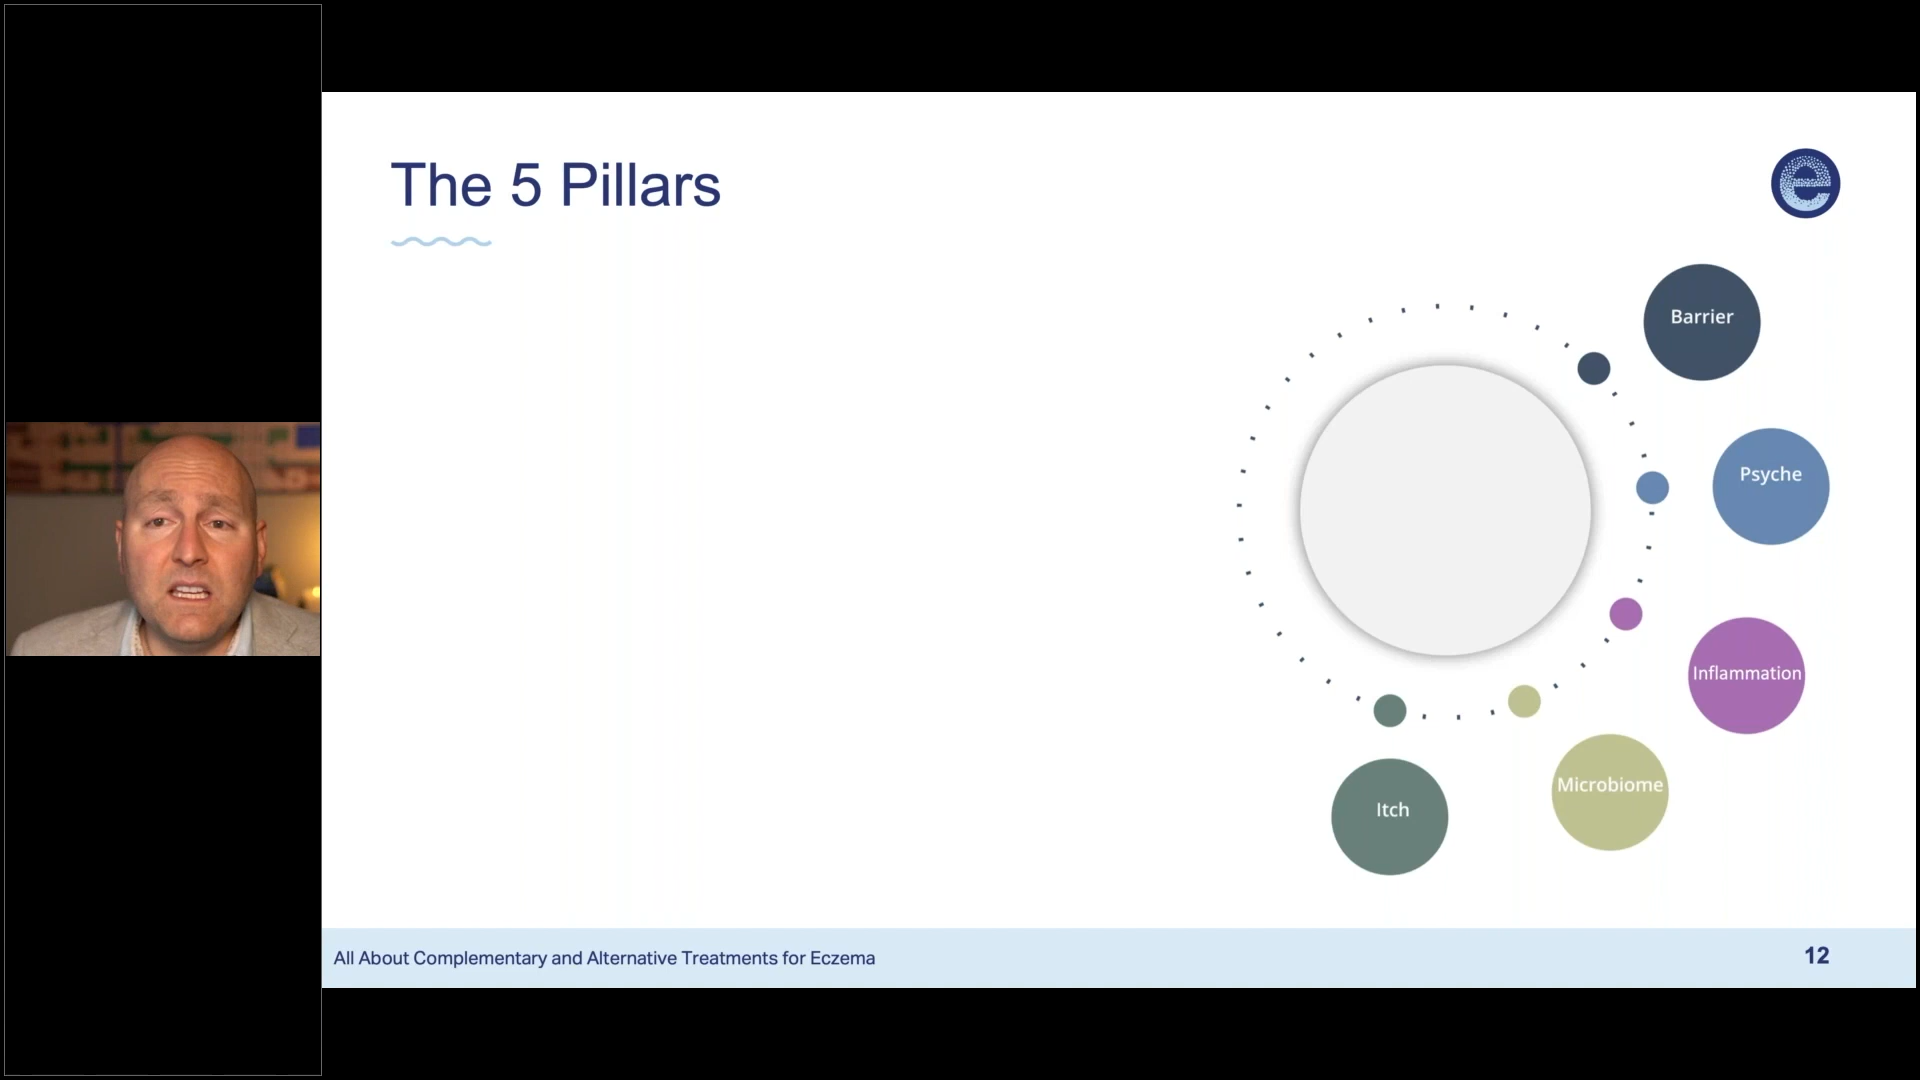 The 5 Pillars
e
Barrier
Psyche
Inflammation
Microbiome
Itch
All About Complementary and Alternative Treatments for Eczema
12